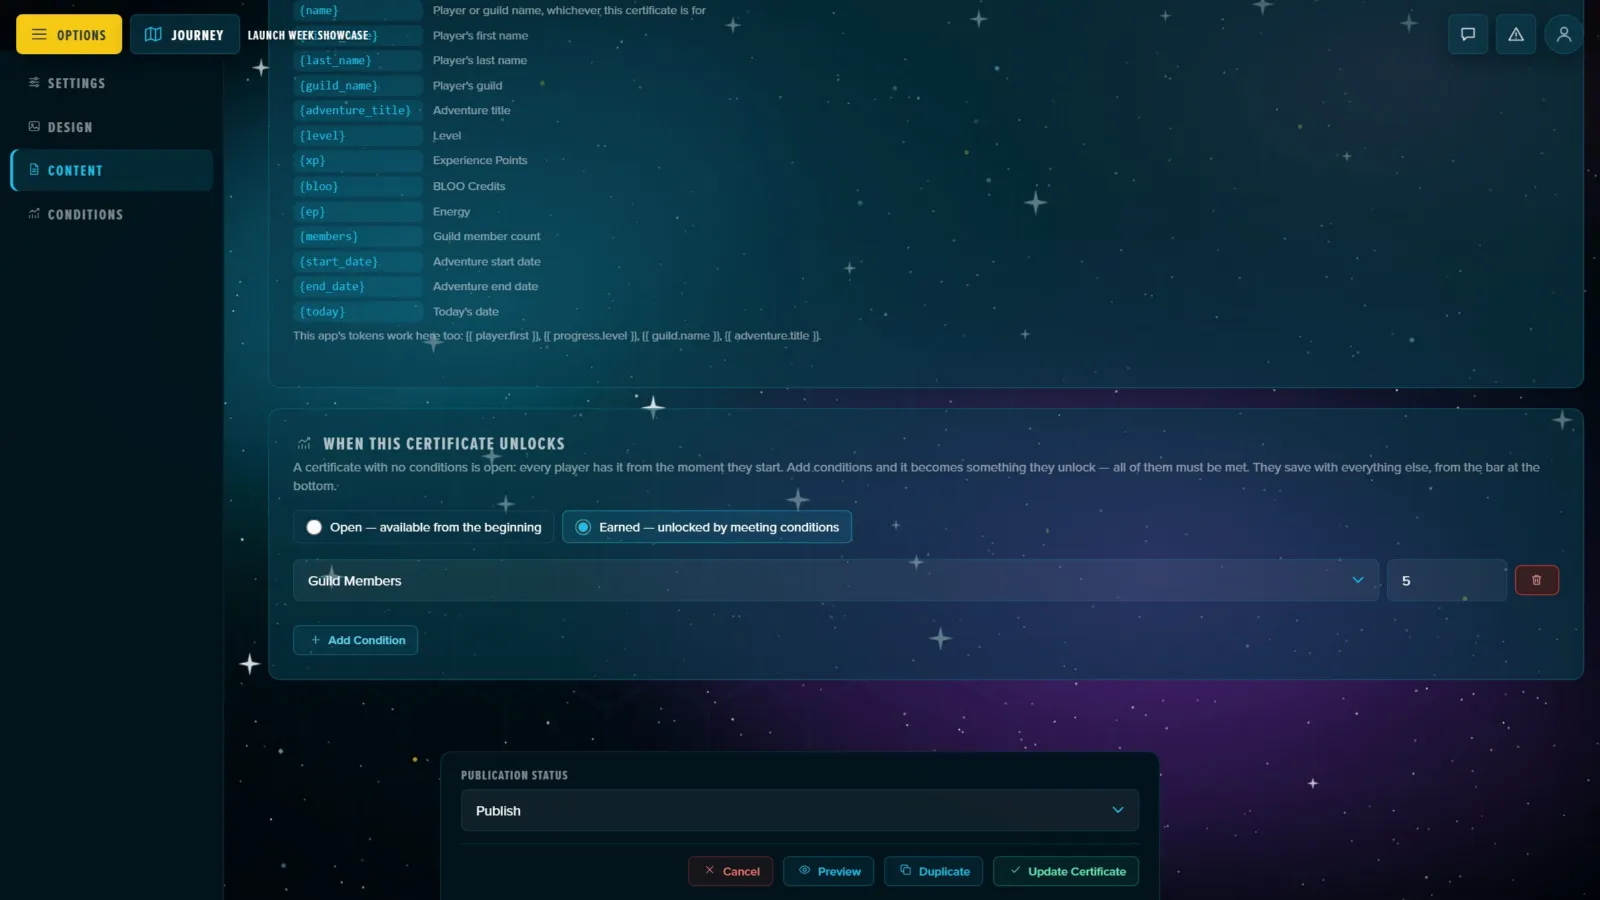 {name} Player or guild name, whichever this certificate is for
OPTIONS
JOURNEY
LAUNCH WEEK SHOWCASE
Player's first name
{last_name} Player's last name
{guild_name} Player's guild
{adventure_title} Adventure title
{level} Level
{xp} Experience Points
{bloo} BLOO Credits
{ep} Energy
{members} Guild member count
{start_date} Adventure start date
{end_date} Adventure end date
{today} Today's date
This app's tokens work here too: {{ player.first }}, {{ progress.level }}, {{ guild.name }}, {{ adventure.title }}.
SETTINGS
DESIGN
CONTENT
CONDITIONS
WHEN THIS CERTIFICATE UNLOCKS
A certificate with no conditions is open: every player has it from the moment they start. Add conditions and it becomes something they unlock — all of them must be met. They save with everything else, from the bar at the
bottom.
Open — available from the beginning
Earned — unlocked by meeting conditions
Guild Members
5
+ Add Condition
PUBLICATION STATUS
Publish
Cancel
Preview
Duplicate
Update Certificate